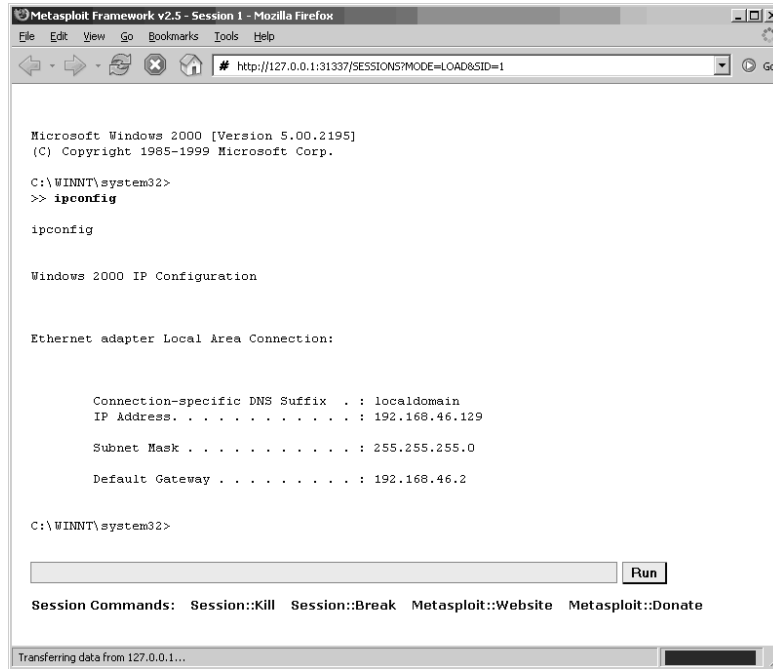 Metasploit Framework v2.5 - Session 1 - Mozilla Firefox
File Edit View Go Bookmarks Tools Help
# http://127.0.0.1:31337/SESSIONS?MODE=LOAD&SID=1
Microsoft Windows 2000 [Version 5.00.2195]
(C) Copyright 1985-1999 Microsoft Corp.
C:\WINNT\system32>
>> ipconfig
ipconfig
Windows 2000 IP Configuration
Ethernet adapter Local Area Connection:
Connection-specific DNS Suffix . : localdomain
IP Address. . . . . . . . . . . . : 192.168.46.129
Subnet Mask . . . . . . . . . . . : 255.255.255.0
Default Gateway . . . . . . . . . : 192.168.46.2
C:\WINNT\system32>
Run
Session Commands: Session::Kill Session::Break Metasploit::Website Metasploit::Donate
Transferring data from 127.0.0.1...